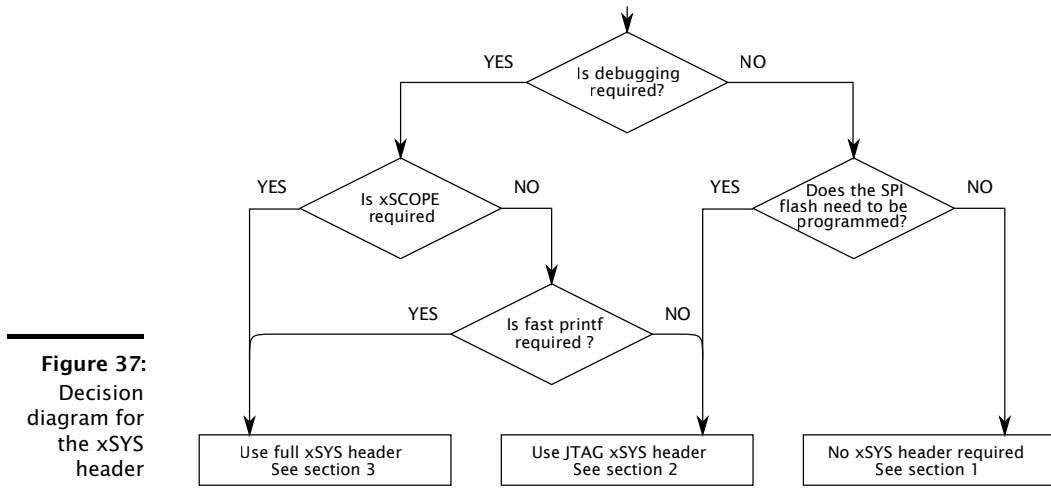 YES
Is debugging
required?
NO
YES
Is xSCOPE
required
NO
YES
Does the SPI
flash need to be
programmed?
NO
YES
Is fast printf
required ?
NO
Figure 37:
Decision
diagram for
the xSYS
header
Use full xSYS header
See section 3
Use JTAG xSYS header
See section 2
No xSYS header required
See section 1